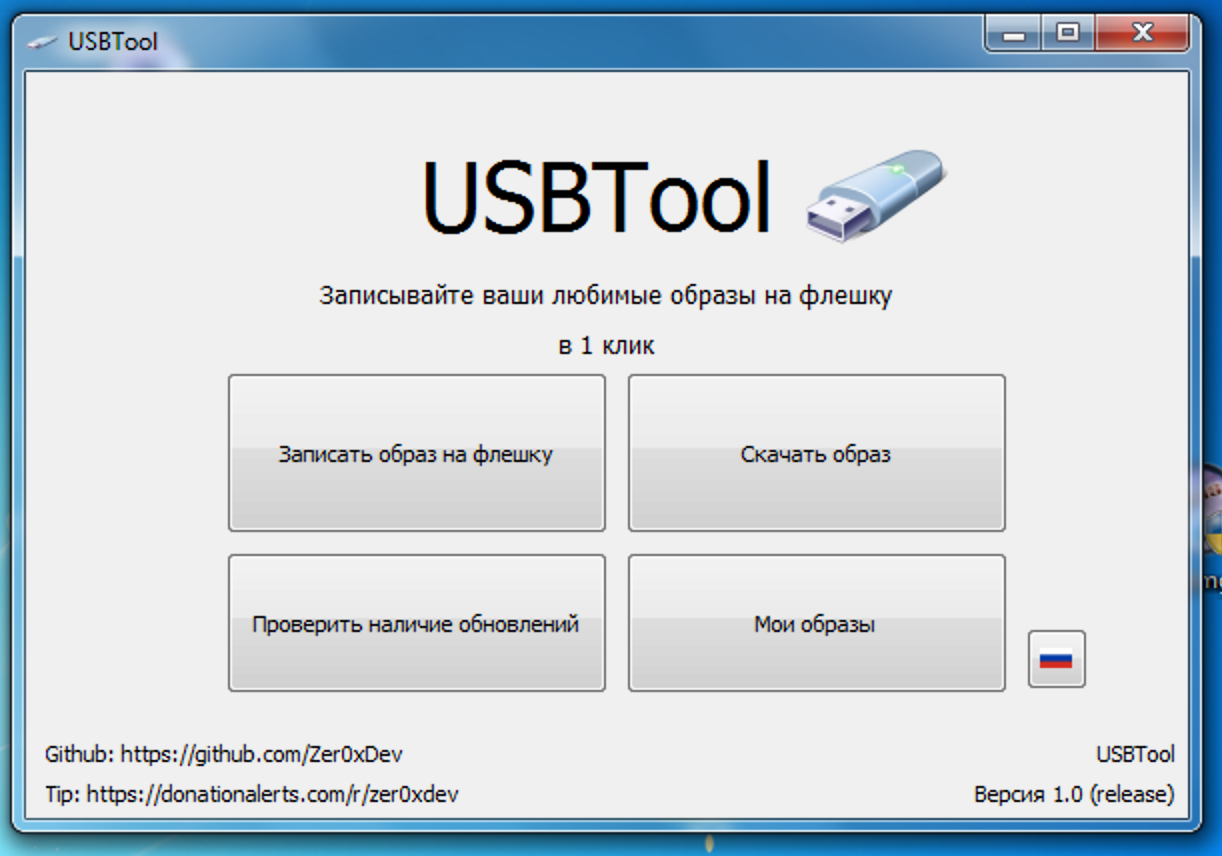 USBTool
USBTool
Записывайте ваши любимые образы на флешку
в 1 клик
Записать образ на флешку
Скачать образ
Проверить наличие обновлений
Мои образы
Github: https://github.com/Zer0xDev
USBTool
Tip: https://donationalerts.com/r/zer0xdev
Версия 1.0 (release)